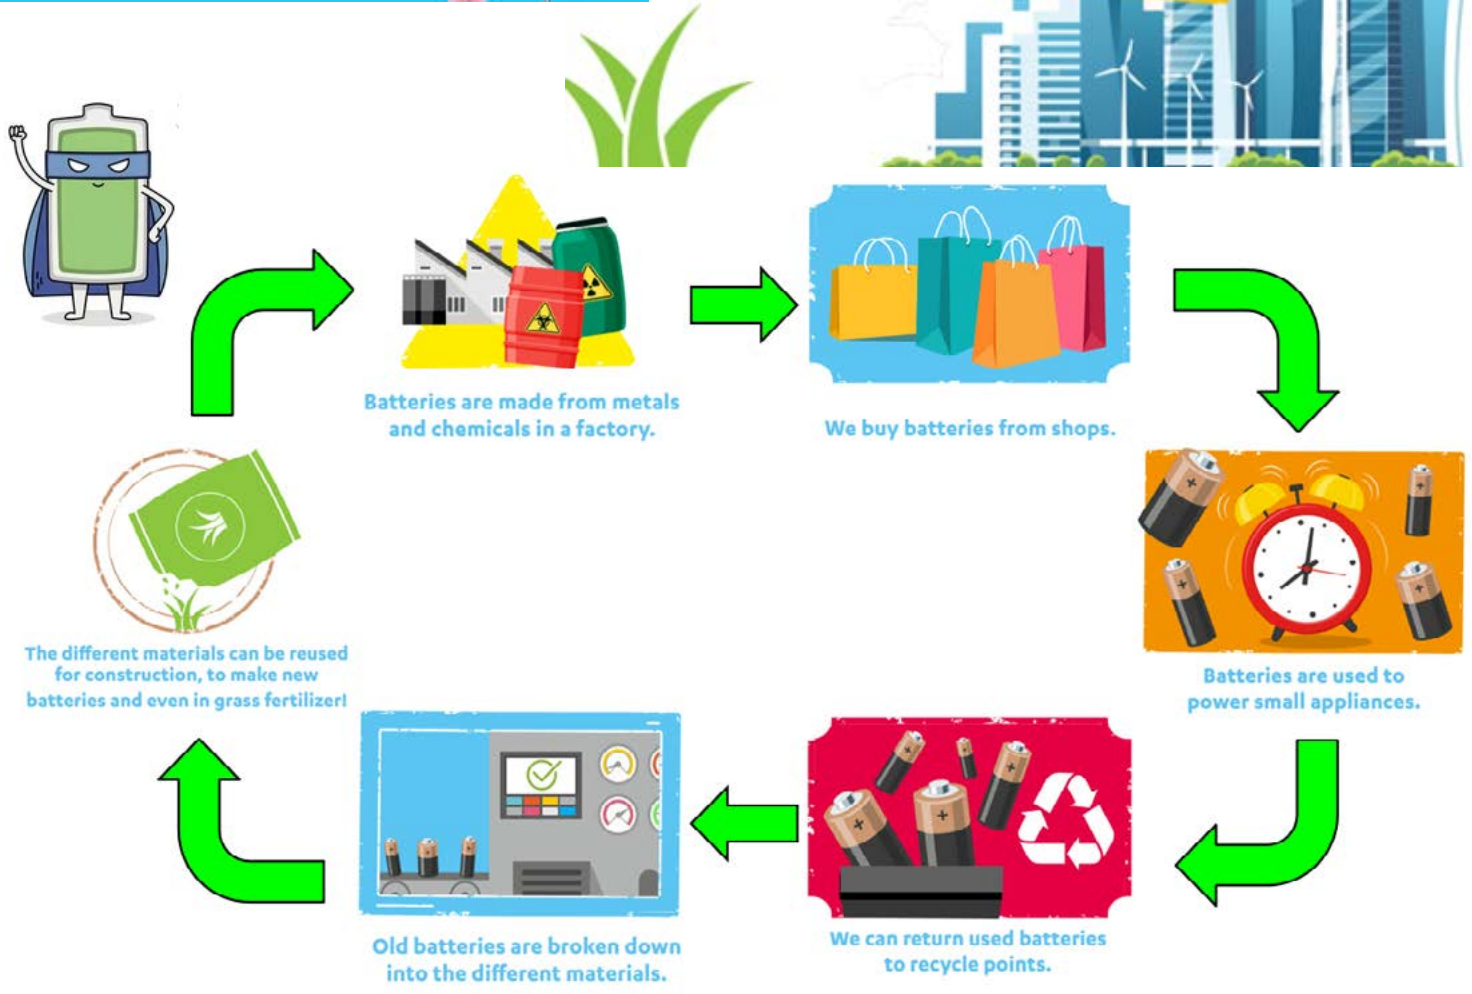 Batteries are made from metals
and chemicals in a factory.
We buy batteries from shops.
Batteries are used to
power small appliances.
We can return used batteries
to recycle points.
Old batteries are broken down
into the different materials.
The different materials can be reused
for construction, to make new
batteries and even in grass fertilizer!